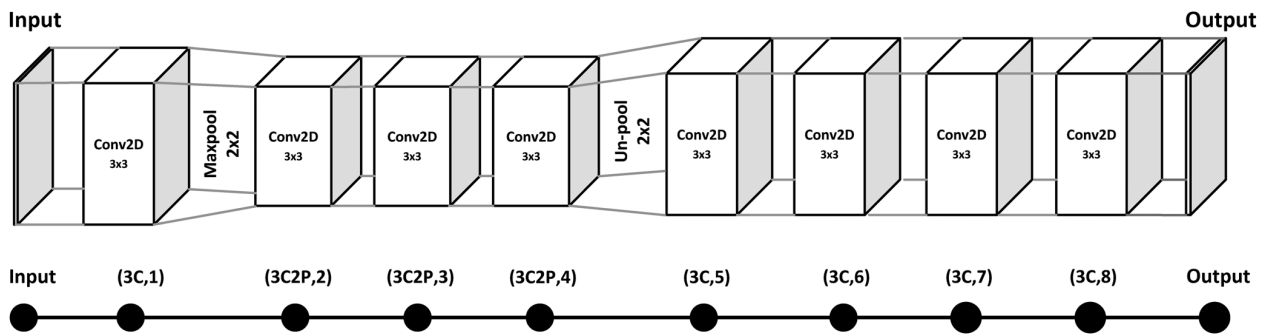 Input
Output
Conv2D
3x3
Maxpool
2x2
Conv2D
3x3
Conv2D
3x3
Conv2D
3x3
Un-pool
2x2
Conv2D
3x3
Conv2D
3x3
Conv2D
3x3
Conv2D
3x3
Input
(3C,1)
(3C2P,2)
(3C2P,3)
(3C2P,4)
(3C,5)
(3C,6)
(3C,7)
(3C,8)
Output